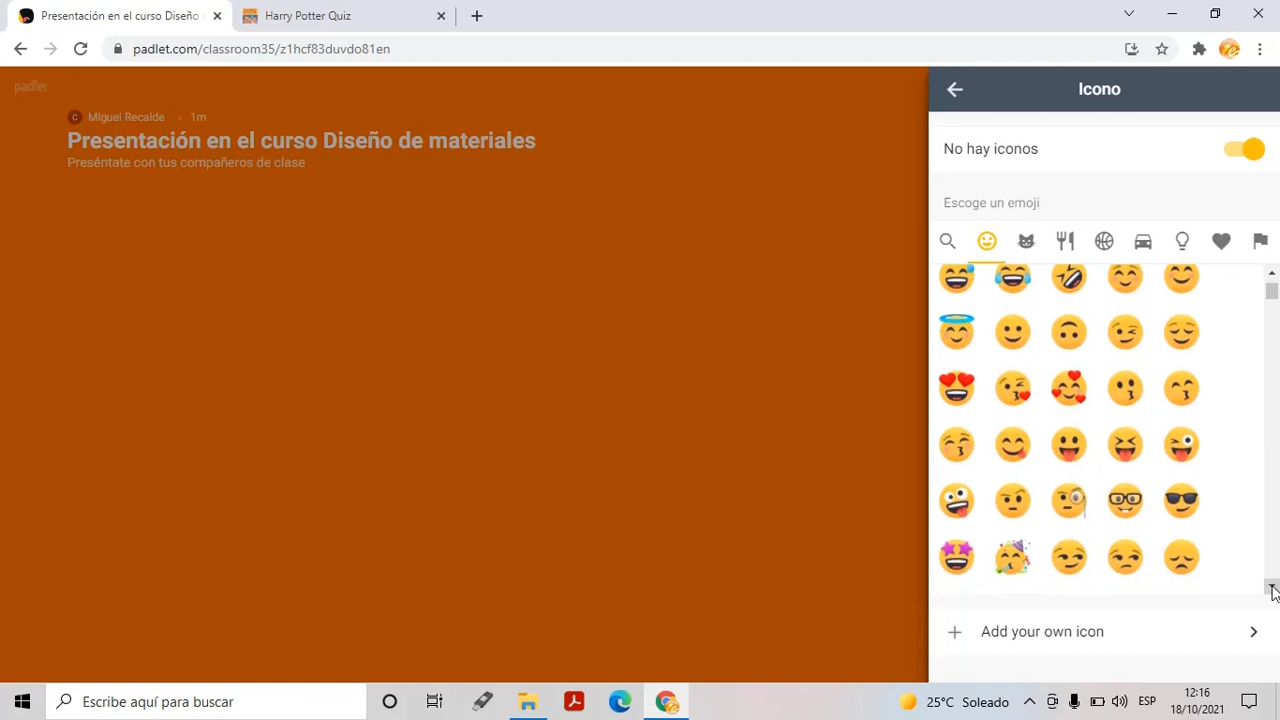 Presentación en el curso Diseño
Harry Potter Quiz
padlet.com/classroom35/z1hcf83duvdo81en
padlet
C Miguel Recalde • 1m
Presentación en el curso Diseño de materiales
Preséntate con tus compañeros de clase
Icono
No hay iconos
Escoge un emoji
Add your own icon
Escribe aquí para buscar
25°C Soleado
ESP
12:16
18/10/2021